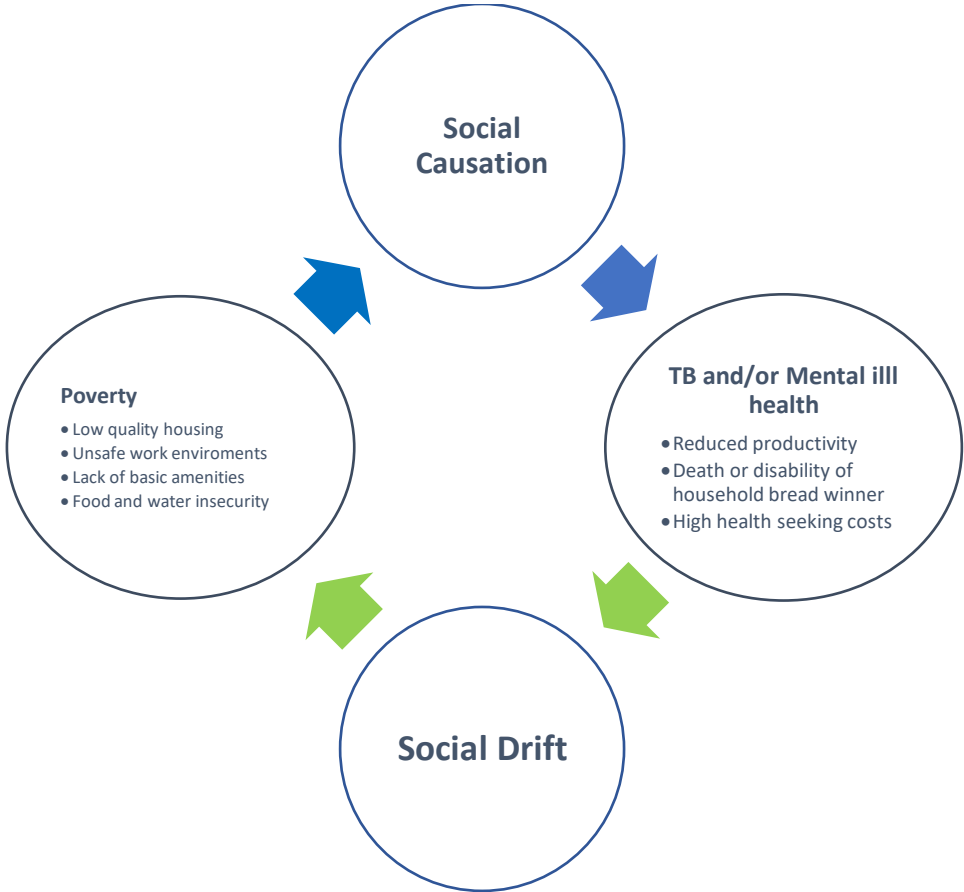 Social
Causation
Poverty
• Low quality housing
• Unsafe work enviroments
• Lack of basic amenities
• Food and water insecurity
TB and/or Mental illl
health
• Reduced productivity
• Death or disability of
household bread winner
• High health seeking costs
Social Drift